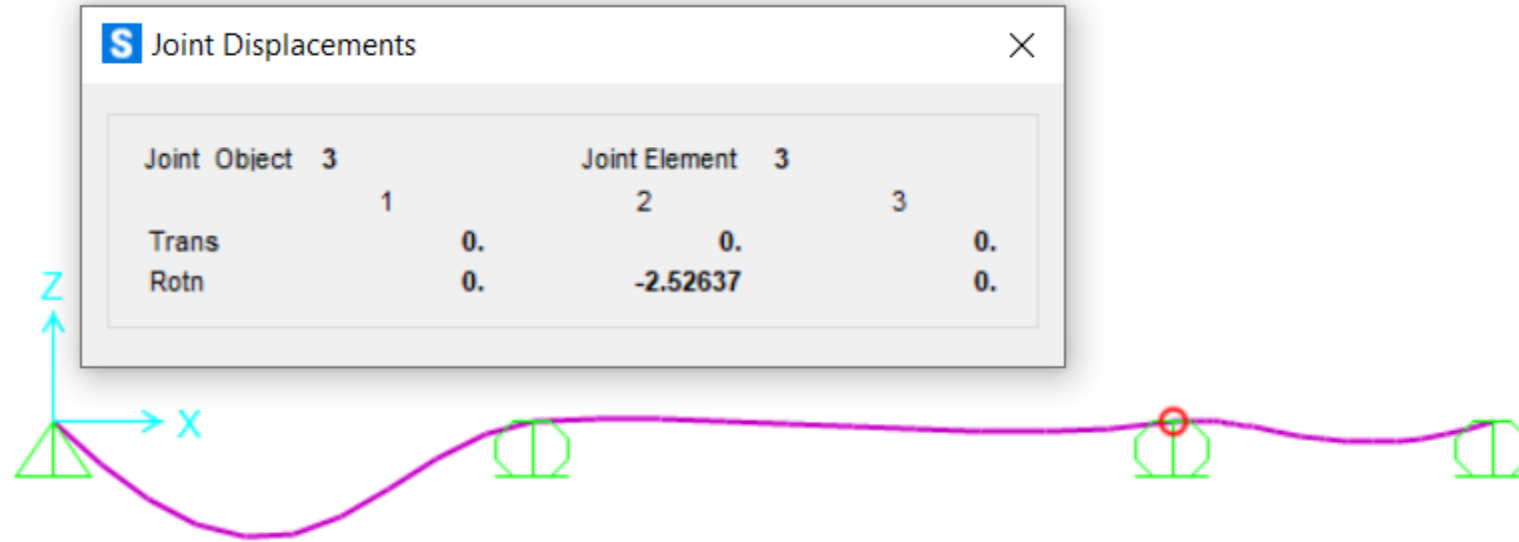 S Joint Displacements
Joint Object 3 Joint Element 3
1 2 3
Trans 0. 0. 0.
Rotn 0. -2.52637 0.
Z
X